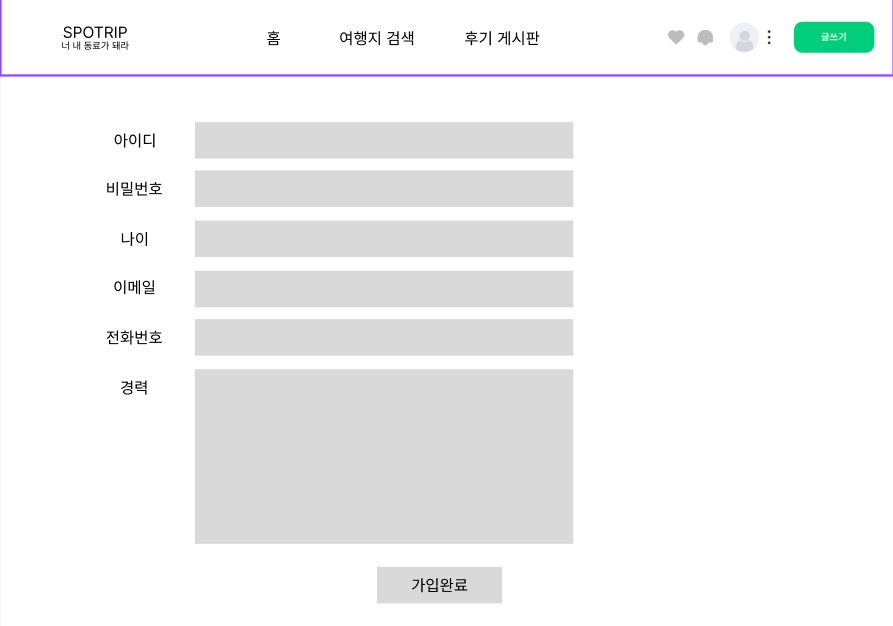 SPOTRIP
너 내 동료가 돼라
홈
여행지 검색
후기 게시판
글쓰기
아이디
비밀번호
나이
이메일
전화번호
경력
가입완료